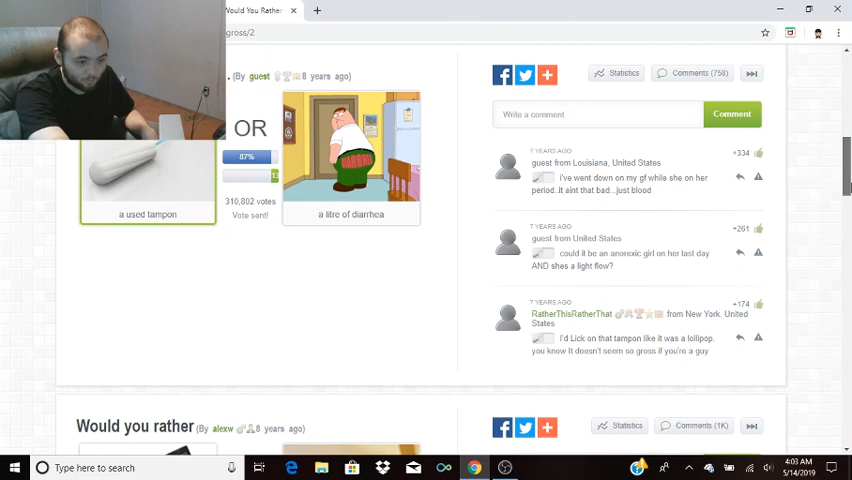 Would You Rather
gross/2
. (By guest 8 years ago)
OR
87%
310,802 votes
Vote sent!
a used tampon
a litre of diarrhea
Statistics
Comments (758)
Write a comment
Comment
7 YEARS AGO
+334
guest from Louisiana, United States
i've went down on my gf while she on her
period..it aint that bad...just blood
7 YEARS AGO
+261
guest from United States
could it be an anorexic girl on her last day
AND shes a light flow?
7 YEARS AGO
+174
RatherThisRatherThat from New York, United
States
I'd Lick on that tampon like it was a lollipop.
you know It doesn't seem so gross if you're a guy
Would you rather (By alexw 8 years ago)
Statistics
Comments (1K)
Type here to search
4:03 AM
5/14/2019